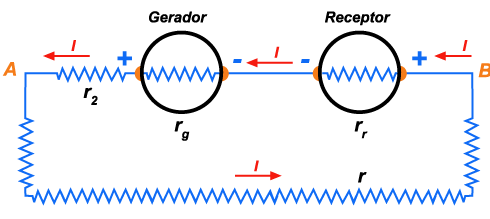 Gerador Receptor
I I I
A + - - + B
r2 rg rr
I r